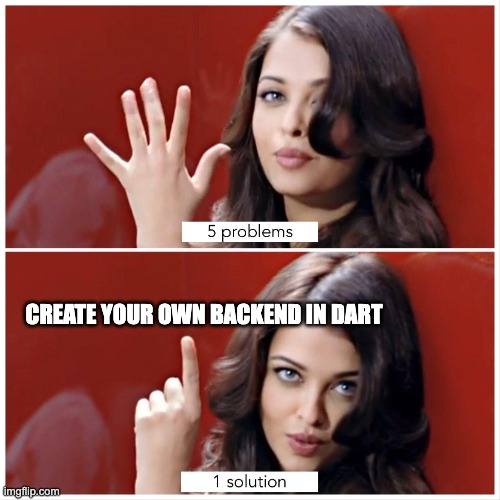 5 problems
CREATE YOUR OWN BACKEND IN DART
1 solution
imgflip.com